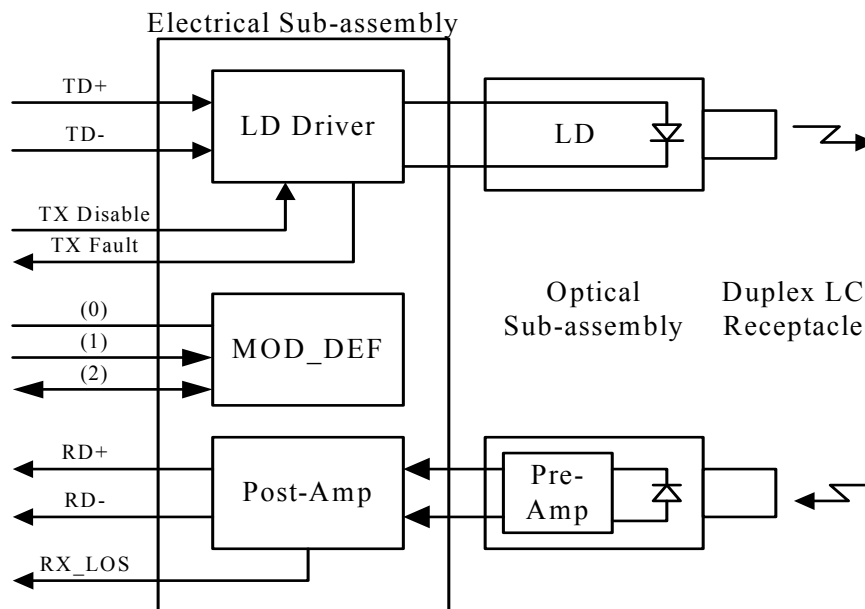 Electrical Sub-assembly
TD+
LD Driver
LD
TD-
TX Disable
TX Fault
Optical
Sub-assembly
Duplex LC
Receptacle
(0)
(1)
MOD_DEF
(2)
RD+
Post-Amp
Pre-
Amp
RD-
RX_LOS